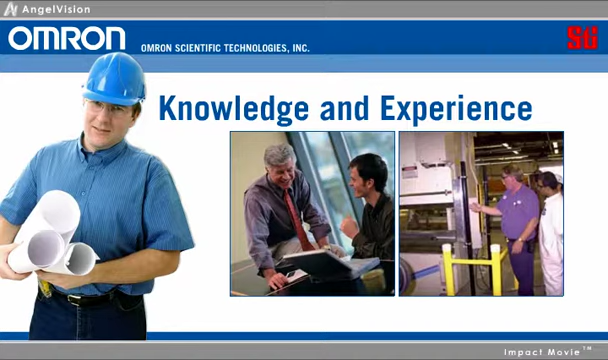 AngelVision
OMRON
OMRON SCIENTIFIC TECHNOLOGIES, INC.
Knowledge and Experience
Impact Movie™